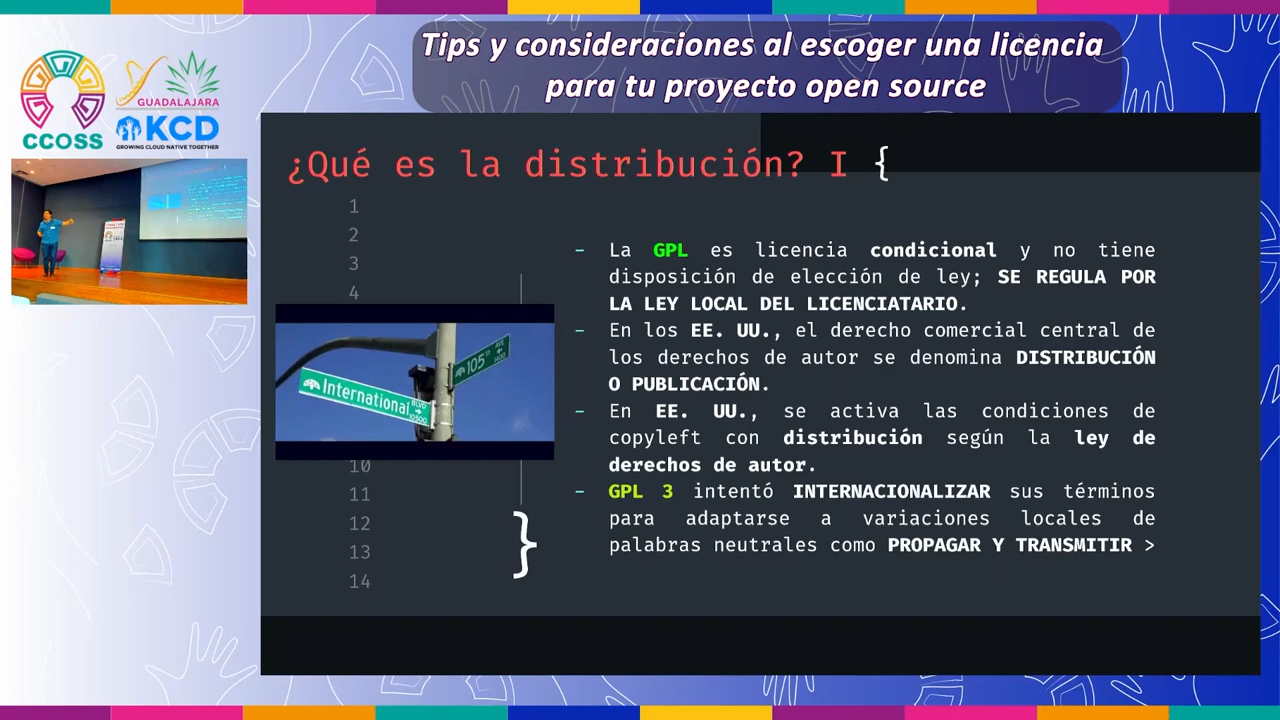 Tips y consideraciones al escoger una licencia
para tu proyecto open source
CCOSS
GUADALAJARA
KCD
GROWING CLOUD NATIVE TOGETHER
¿Qué es la distribución? I {
1
2
3
4
10
11
12
13
14
}
International
BLVD
10500
105
AVE
1400
- La GPL es licencia condicional y no tiene
disposición de elección de ley; SE REGULA POR
LA LEY LOCAL DEL LICENCIATARIO.
- En los EE. UU., el derecho comercial central de
los derechos de autor se denomina DISTRIBUCIÓN
O PUBLICACIÓN.
- En EE. UU., se activa las condiciones de
copyleft con distribución según la ley de
derechos de autor.
- GPL 3 intentó INTERNACIONALIZAR sus términos
para adaptarse a variaciones locales de
palabras neutrales como PROPAGAR Y TRANSMITIR >